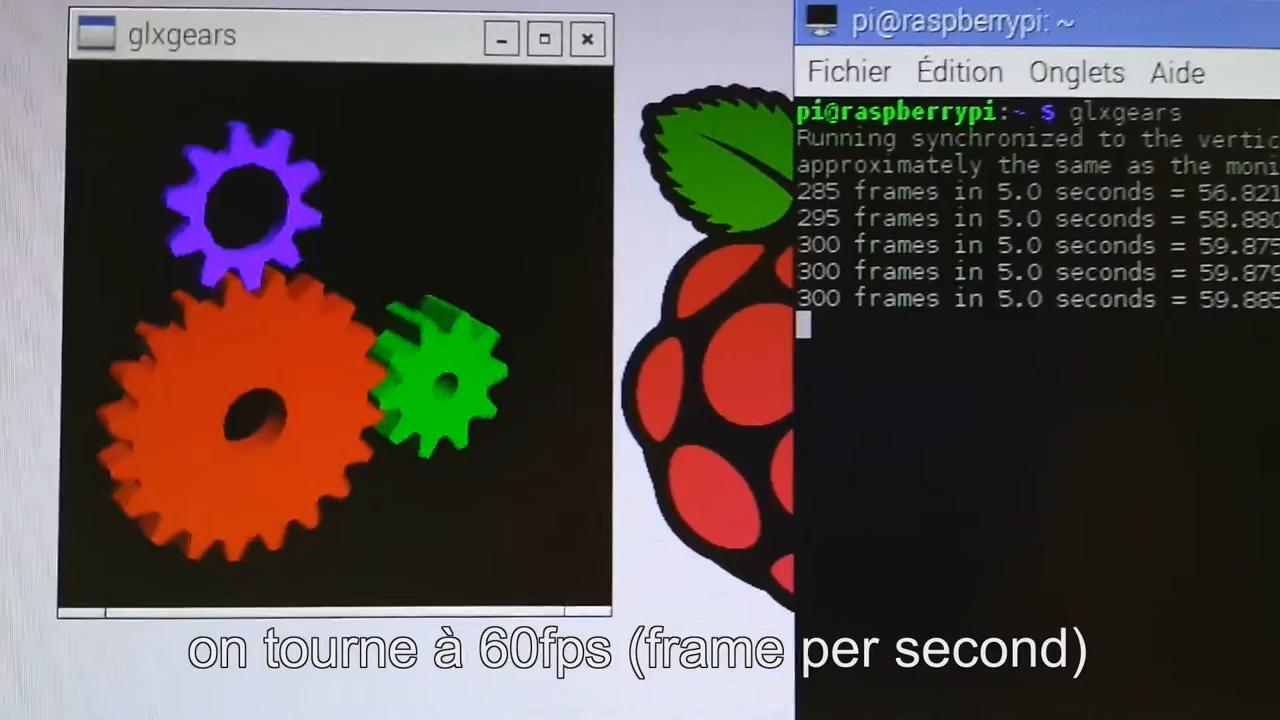 glxgears
pi@raspberrypi: ~
Fichier Édition Onglets Aide
pi@raspberrypi:~ $ glxgears
Running synchronized to the vertic
approximately the same as the moni
285 frames in 5.0 seconds = 56.821
295 frames in 5.0 seconds = 58.880
300 frames in 5.0 seconds = 59.875
300 frames in 5.0 seconds = 59.879
300 frames in 5.0 seconds = 59.885
on tourne à 60fps (frame per second)